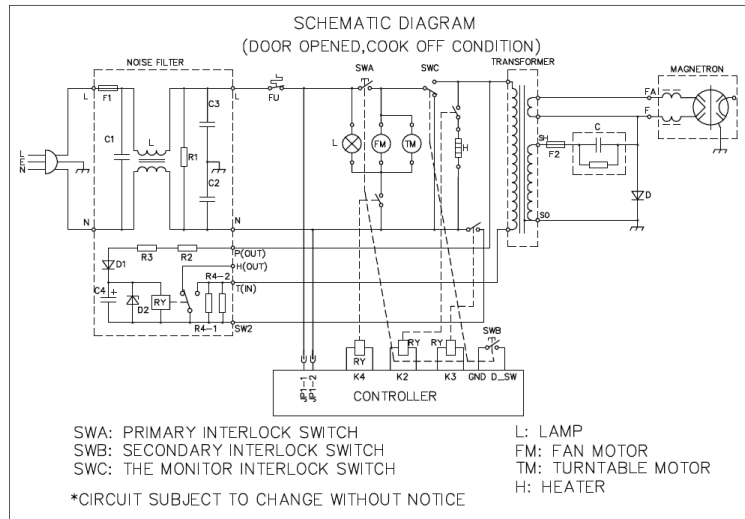 SCHEMATIC DIAGRAM
(DOOR OPENED,COOK OFF CONDITION)
NOISE FILTER
SWA
SWC
TRANSFORMER
MAGNETRON
L
F1
L
FU
FA
F
C3
C1
L
R1
L
FM
TM
H
SH
F2
C
L
E
N
C2
D
N
N
SO
P(OUT)
R3
R2
D1
H(OUT)
R4-2
T(IN)
C4
+
D2
RY
R4-1
SW2
SWB
RY
RY
RY
JP1-1
JP1-2
K4
K2
K3
GND
D_SW
CONTROLLER
SWA: PRIMARY INTERLOCK SWITCH
SWB: SECONDARY INTERLOCK SWITCH
SWC: THE MONITOR INTERLOCK SWITCH
L: LAMP
FM: FAN MOTOR
TM: TURNTABLE MOTOR
H: HEATER
*CIRCUIT SUBJECT TO CHANGE WITHOUT NOTICE